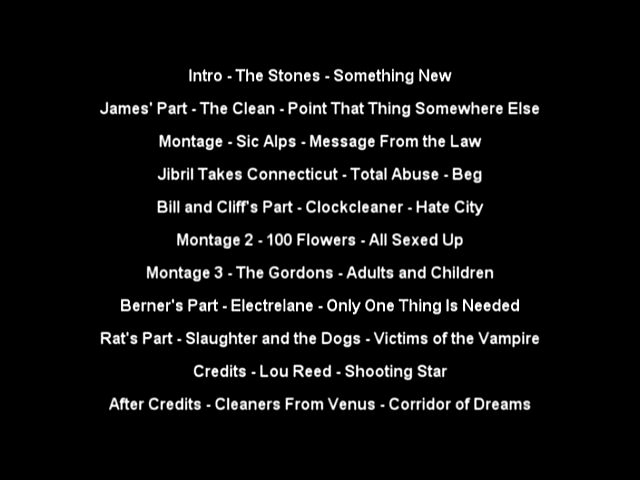 Intro - The Stones - Something New
James' Part - The Clean - Point That Thing Somewhere Else
Montage - Sic Alps - Message From the Law
Jibril Takes Connecticut - Total Abuse - Beg
Bill and Cliff's Part - Clockcleaner - Hate City
Montage 2 - 100 Flowers - All Sexed Up
Montage 3 - The Gordons - Adults and Children
Berner's Part - Electrelane - Only One Thing Is Needed
Rat's Part - Slaughter and the Dogs - Victims of the Vampire
Credits - Lou Reed - Shooting Star
After Credits - Cleaners From Venus - Corridor of Dreams